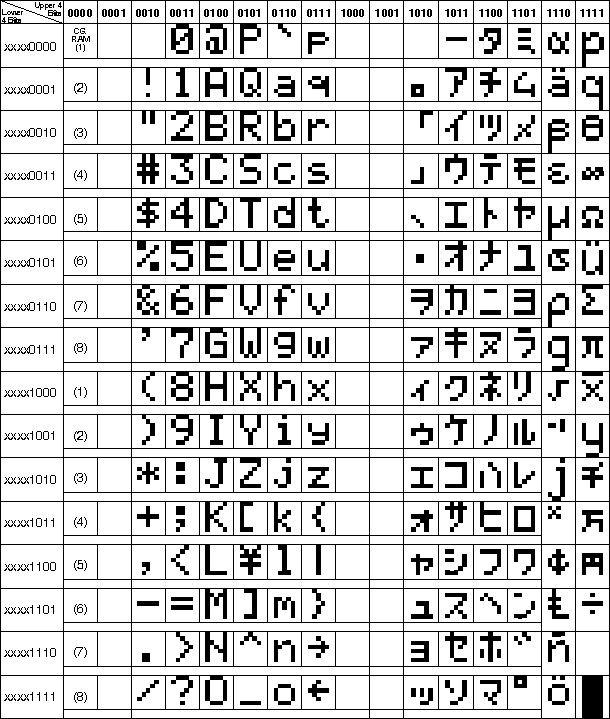 Upper 4 Bits Lower 4 Bits 0000 0001 0010 0011 0100 0101 0110 0111 1000 1001 1010 1011 1100 1101 1110 1111
xxxx0000 CG RAM (1) 0 @ P ` p ー タ ミ α p
xxxx0001 (2) ! 1 A Q a q 。 ア チ ム ä q
xxxx0010 (3) " 2 B R b r 「 イ ツ メ β θ
xxxx0011 (4) # 3 C S c s 」 ウ テ モ ε ∞
xxxx0100 (5) $ 4 D T d t 、 エ ト ヤ μ Ω
xxxx0101 (6) % 5 E U e u ・ オ ナ ユ σ ü
xxxx0110 (7) & 6 F V f v ヲ カ ニ ヨ ρ Σ
xxxx0111 (8) ' 7 G W g w ァ キ ヌ ラ g π
xxxx1000 (1) ( 8 H X h x ィ ク ネ リ √ x̄
xxxx1001 (2) ) 9 I Y i y ゥ ケ ノ ル ⁻¹ y
xxxx1010 (3) * : J Z j z ェ コ ハ レ j 千
xxxx1011 (4) + ; K [ k { ォ サ ヒ ロ ˣ 万
xxxx1100 (5) , < L ¥ l | ャ シ フ ワ ¢ 円
xxxx1101 (6) - = M ] m } ュ ス ヘ ン Ł ÷
xxxx1110 (7) . > N ^ n → ョ セ ホ ゛ ñ
xxxx1111 (8) / ? O _ o ← ッ ソ マ ゜ ö █